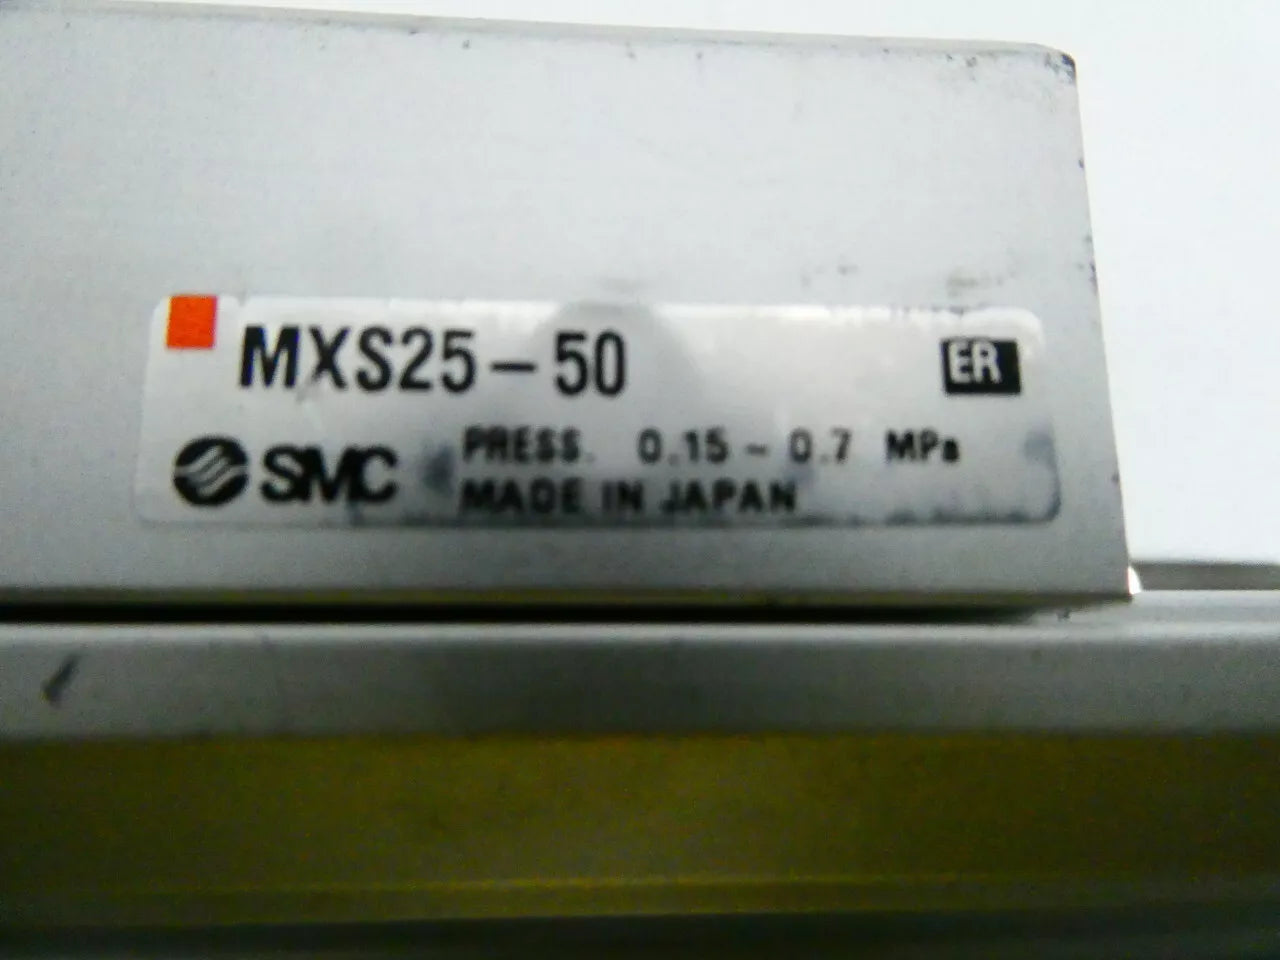 MXS25-50
ER
SMC
PRESS. 0.15 ~ 0.7 MPa
MADE IN JAPAN